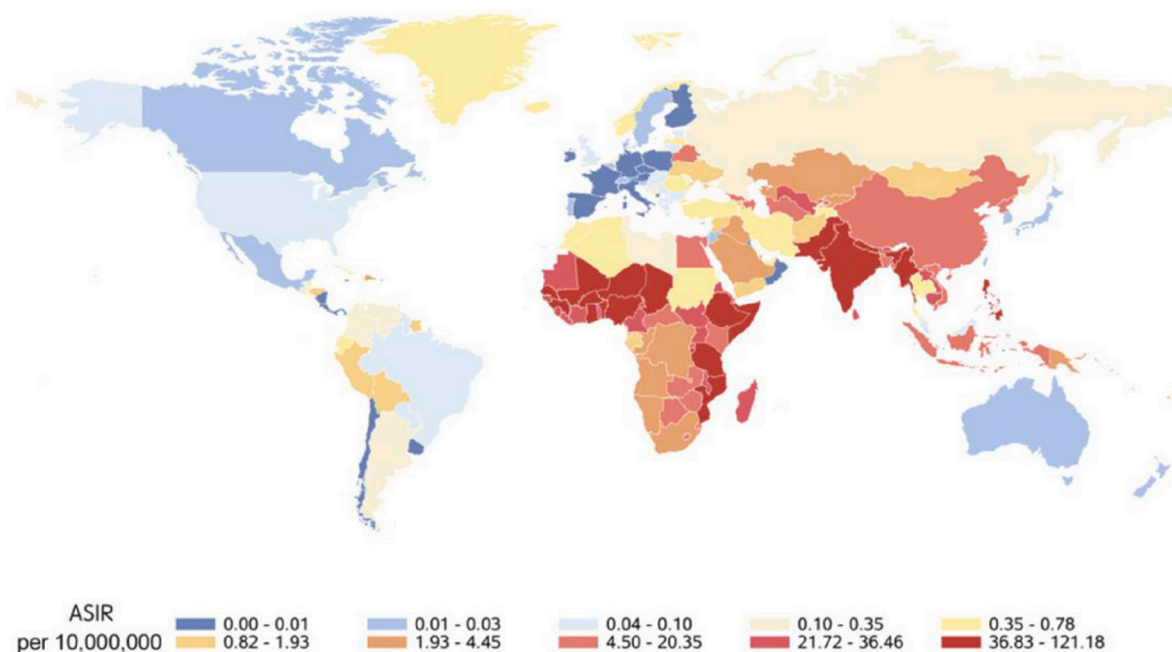 ASIR
per 10,000,000
0.00 - 0.01 0.01 - 0.03 0.04 - 0.10 0.10 - 0.35 0.35 - 0.78
0.82 - 1.93 1.93 - 4.45 4.50 - 20.35 21.72 - 36.46 36.83 - 121.18